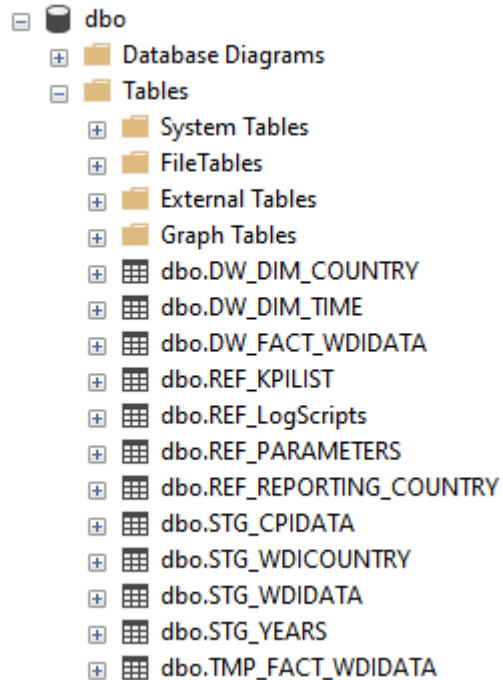 dbo
Database Diagrams
Tables
System Tables
FileTables
External Tables
Graph Tables
dbo.DW_DIM_COUNTRY
dbo.DW_DIM_TIME
dbo.DW_FACT_WDIDATA
dbo.REF_KPILIST
dbo.REF_LogScripts
dbo.REF_PARAMETERS
dbo.REF_REPORTING_COUNTRY
dbo.STG_CPIDATA
dbo.STG_WDICOUNTRY
dbo.STG_WDIDATA
dbo.STG_YEARS
dbo.TMP_FACT_WDIDATA